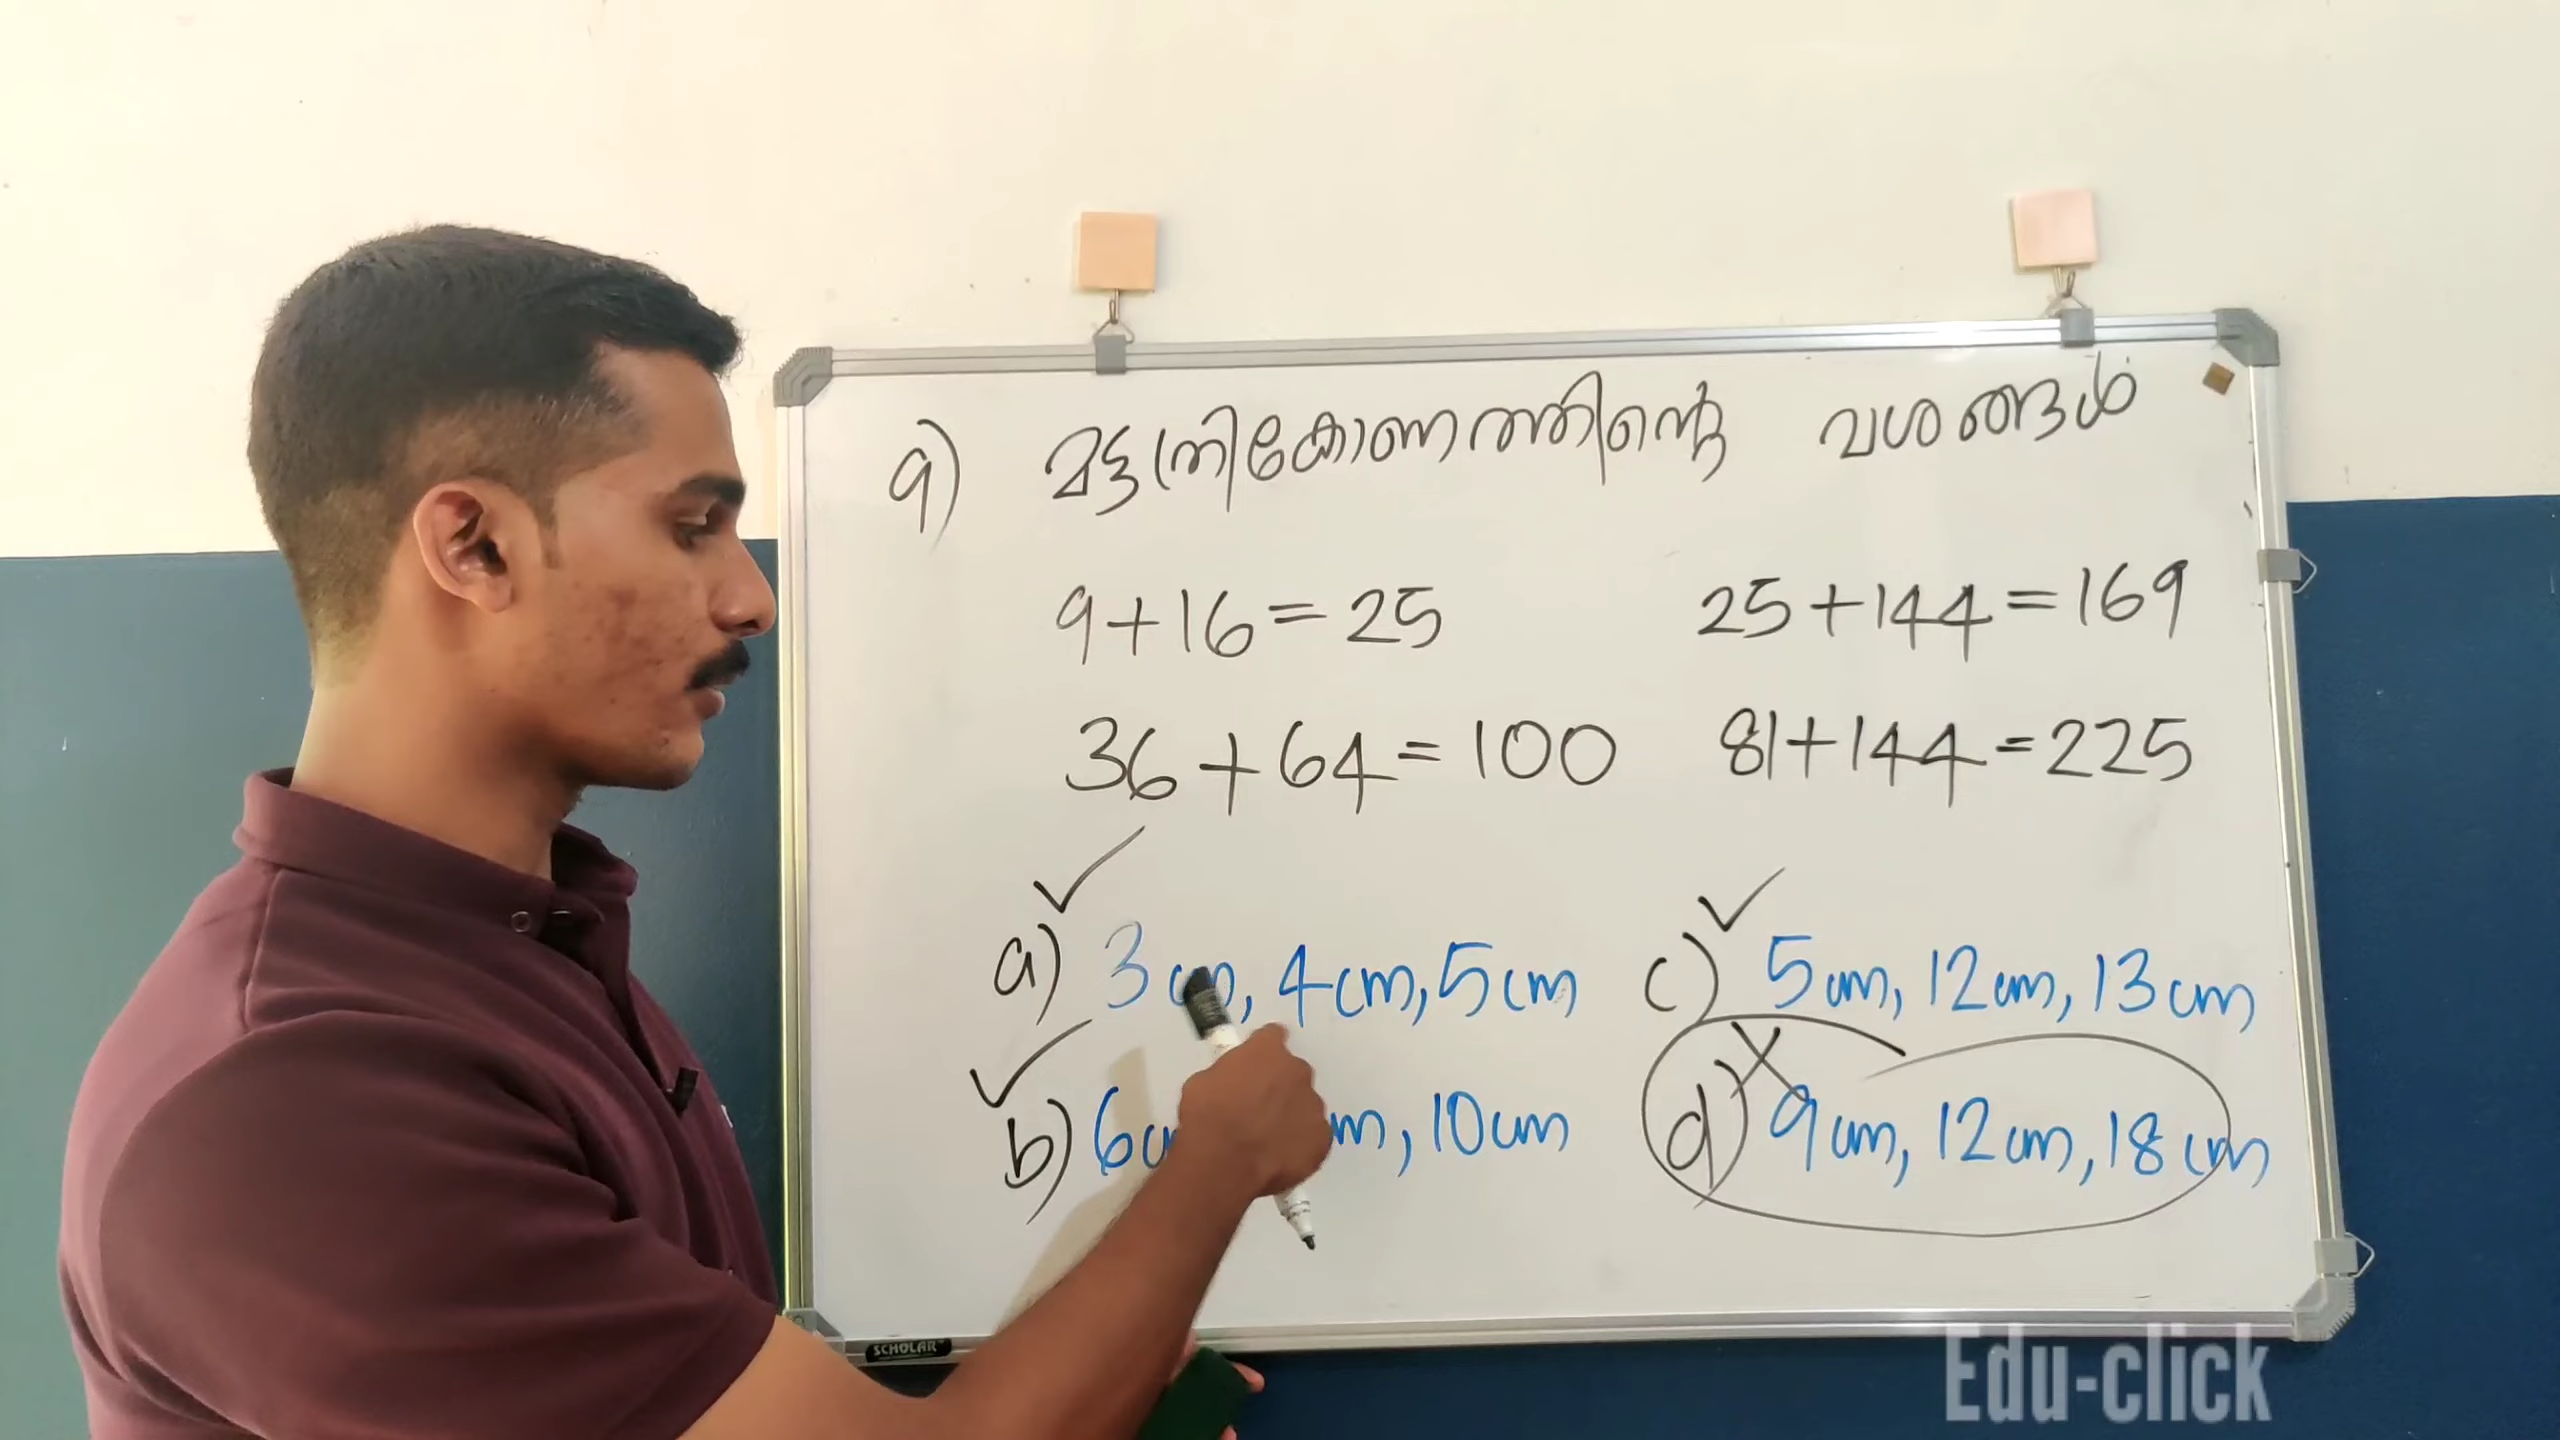 9) മട്ടത്രികോണത്തിന്റെ വശങ്ങൾ
9+16=25 25+144=169
36+64=100 81+144=225
a) 3cm, 4cm, 5cm c) 5cm, 12cm, 13cm
b) 6cm m, 10cm d) 9cm, 12cm, 18cm
SCHOLAR
Edu-click